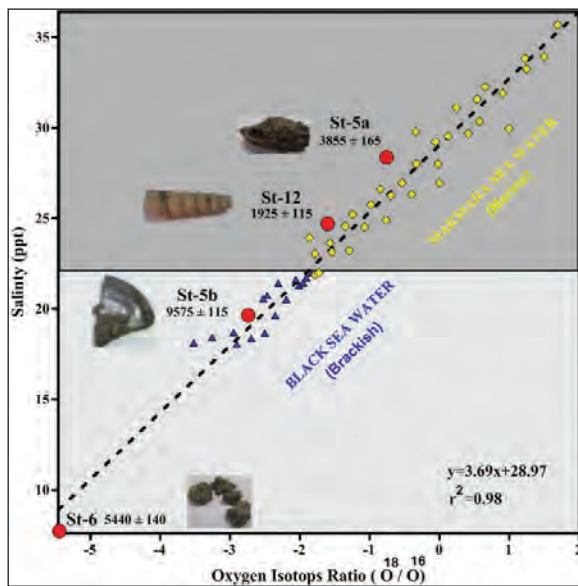 35
30
25
20
15
10
Salinity (ppt)
St-5a
3855 ± 165
St-12
1925 ± 115
MARMARA SEA WATER
(Marine)
St-5b
9575 ± 115
BLACK SEA WATER
(Brackish)
y=3.69x+28.97
r2=0.98
St-6 5440 ± 140
-5 -4 -3 -2 -1 0 1 2
Oxygen Isotops Ratio ( 18O / 16O)